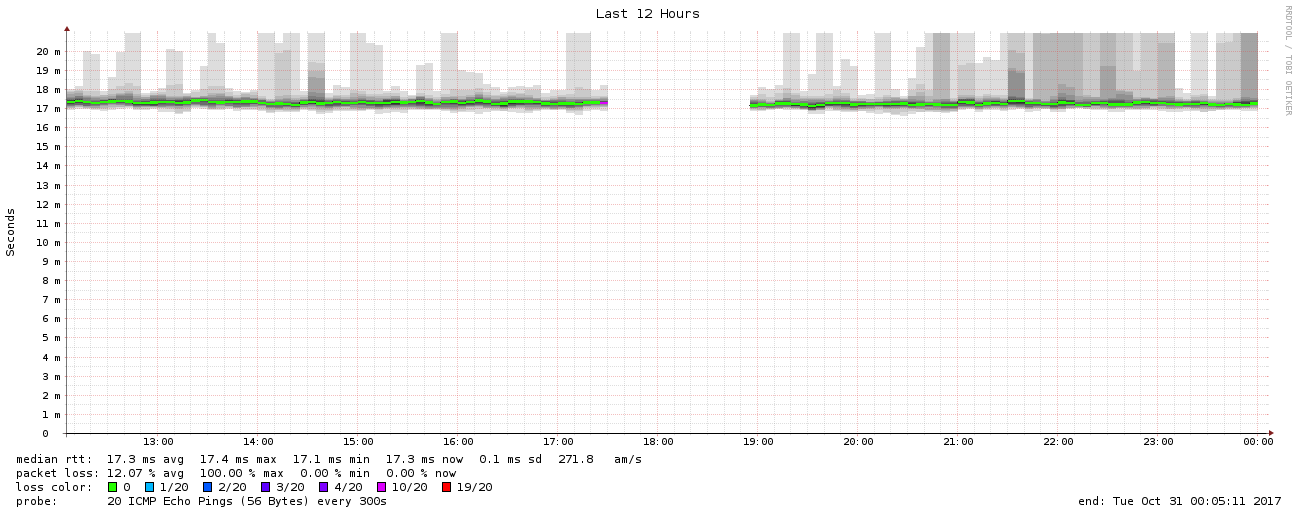 Last 12 Hours
RRDTOOL / TOBI OETIKER
Seconds
20 m
19 m
18 m
17 m
16 m
15 m
14 m
13 m
12 m
11 m
10 m
9 m
8 m
7 m
6 m
5 m
4 m
3 m
2 m
1 m
0
13:00 14:00 15:00 16:00 17:00 18:00 19:00 20:00 21:00 22:00 23:00 00:00
median rtt: 17.3 ms avg 17.4 ms max 17.1 ms min 17.3 ms now 0.1 ms sd 271.8 am/s
packet loss: 12.07 % avg 100.00 % max 0.00 % min 0.00 % now
loss color: 0 1/20 2/20 3/20 4/20 10/20 19/20
probe: 20 ICMP Echo Pings (56 Bytes) every 300s end: Tue Oct 31 00:05:11 2017